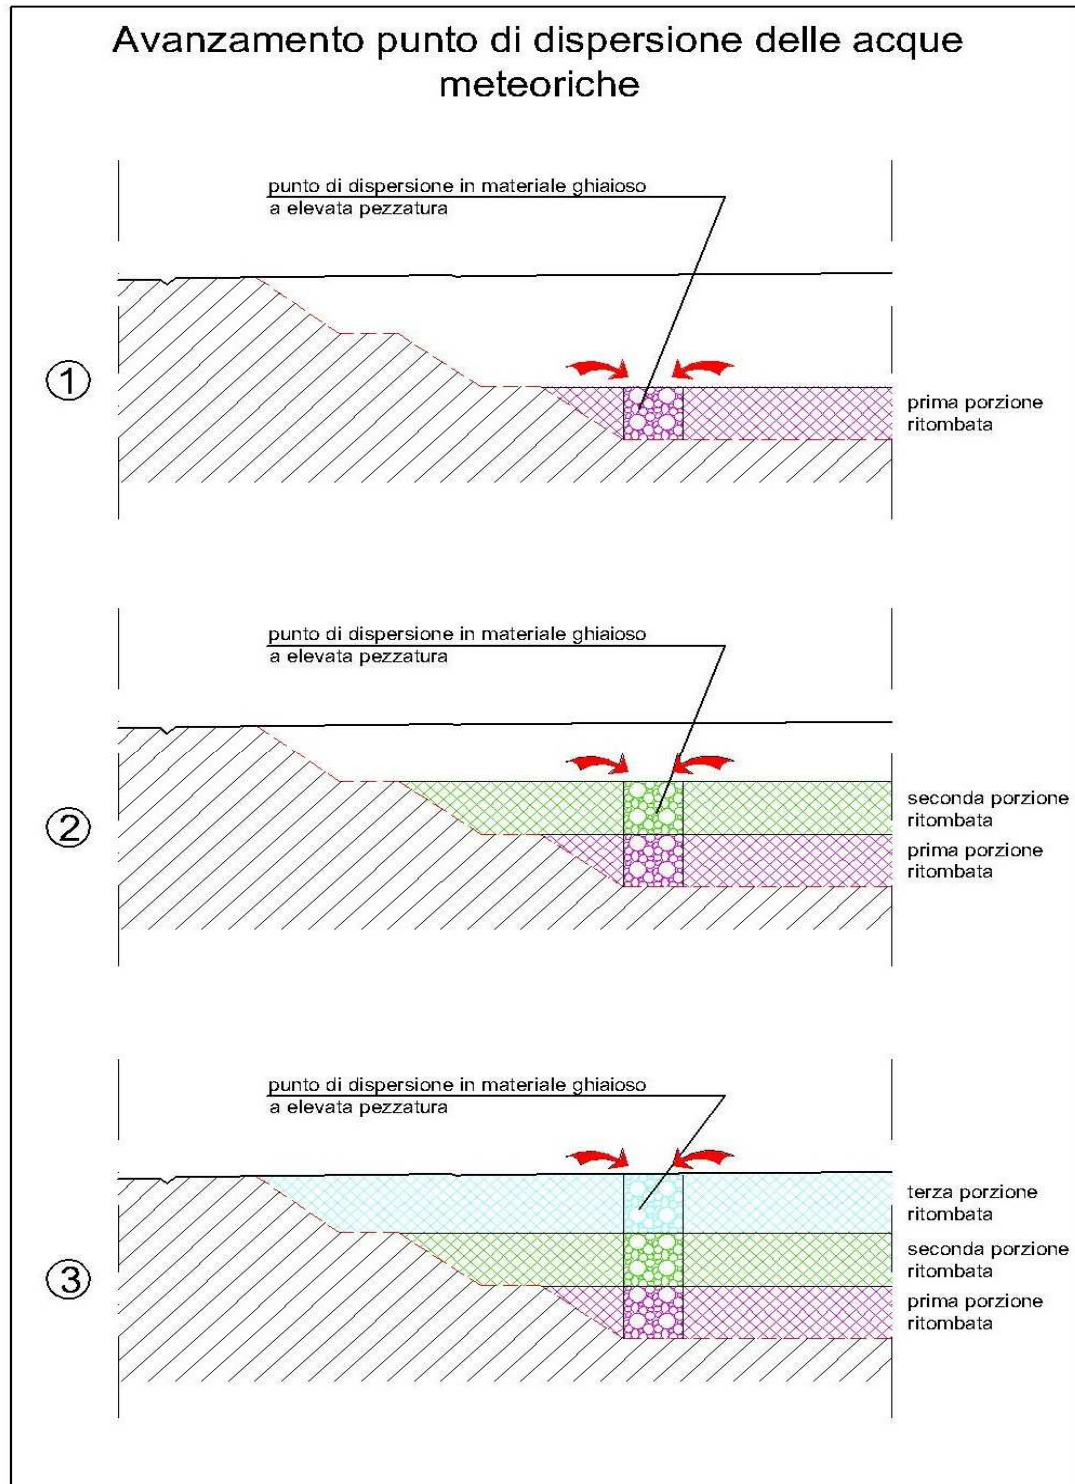 Avanzamento punto di dispersione delle acque
meteoriche
punto di dispersione in materiale ghiaioso
a elevata pezzatura
1
prima porzione
ritombata
punto di dispersione in materiale ghiaioso
a elevata pezzatura
2
seconda porzione
ritombata
prima porzione
ritombata
punto di dispersione in materiale ghiaioso
a elevata pezzatura
3
terza porzione
ritombata
seconda porzione
ritombata
prima porzione
ritombata